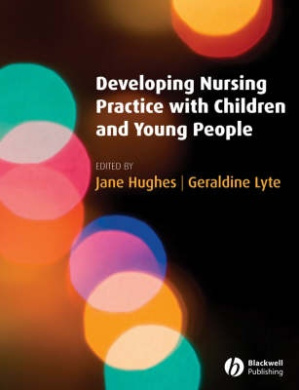 Developing Nursing
Practice with Children
and Young People
EDITED BY
Jane Hughes | Geraldine Lyte
Blackwell
Publishing